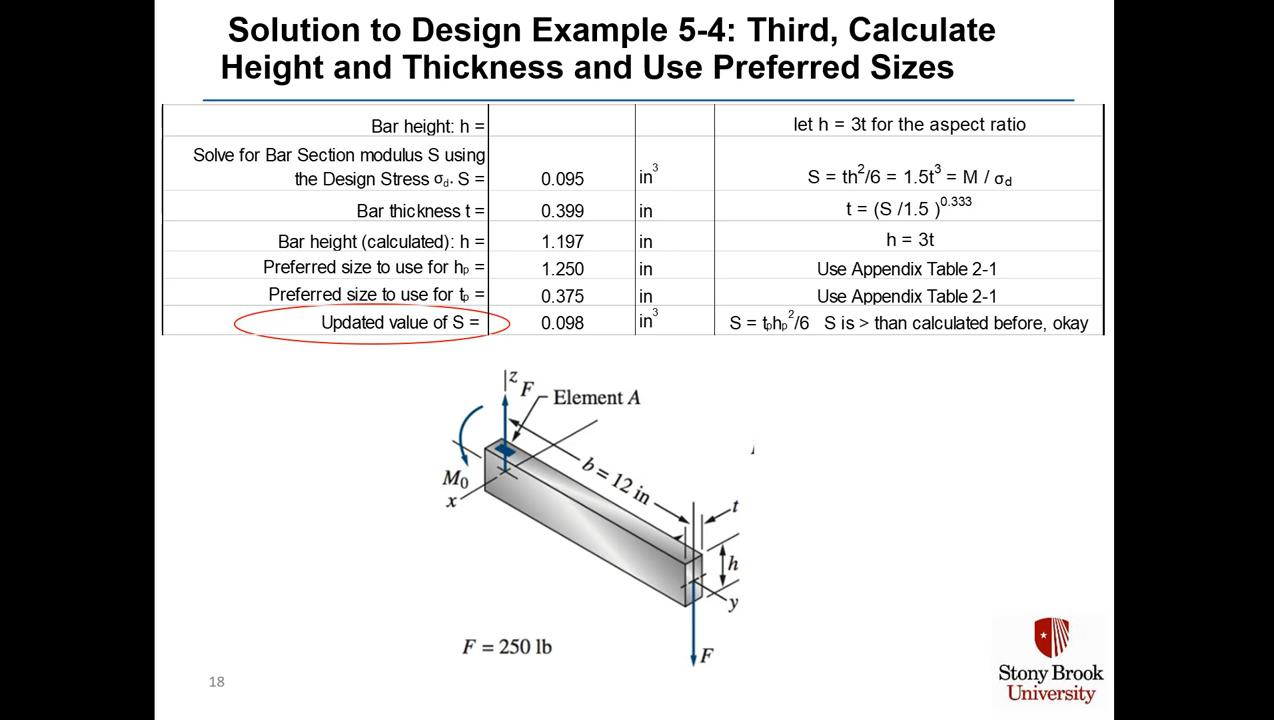 Solution to Design Example 5-4: Third, Calculate
Height and Thickness and Use Preferred Sizes
Bar height: h = let h = 3t for the aspect ratio
Solve for Bar Section modulus S using
the Design Stress σd. S = 0.095 in³ S = th²/6 = 1.5t³ = M / σd
Bar thickness t = 0.399 in t = (S /1.5 )^0.333
Bar height (calculated): h = 1.197 in h = 3t
Preferred size to use for hp = 1.250 in Use Appendix Table 2-1
Preferred size to use for tp = 0.375 in Use Appendix Table 2-1
Updated value of S = 0.098 in³ S = tphp²/6 S is > than calculated before, okay
z
F
Element A
b = 12 in
M0
x
t
h
y
F = 250 lb
F
18
Stony Brook
University